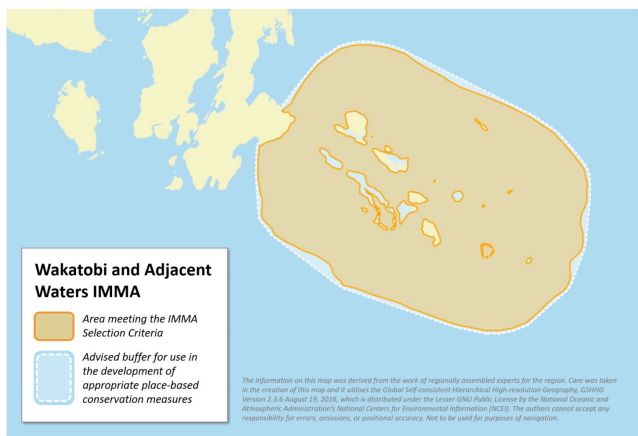 Wakatobi and Adjacent
Waters IMMA
Area meeting the IMMA
Selection Criteria
Advised buffer for use in
the development of
appropriate place-based
conservation measures
The information on this map was derived from the work of regionally assembled experts for the region. Care was taken
in the creation of this map and it utilises the Global Self-consistent Hierarchical High-resolution Geography, GSHHG
Version 2.3.6 August 19, 2016, which is distributed under the Lesser GNU Public License by the National Oceanic and
Atmospheric Administration's National Centers for Environmental Information (NCEI). The authors cannot accept any
responsibility for errors, omissions, or positional accuracy. Not to be used for purposes of navigation.